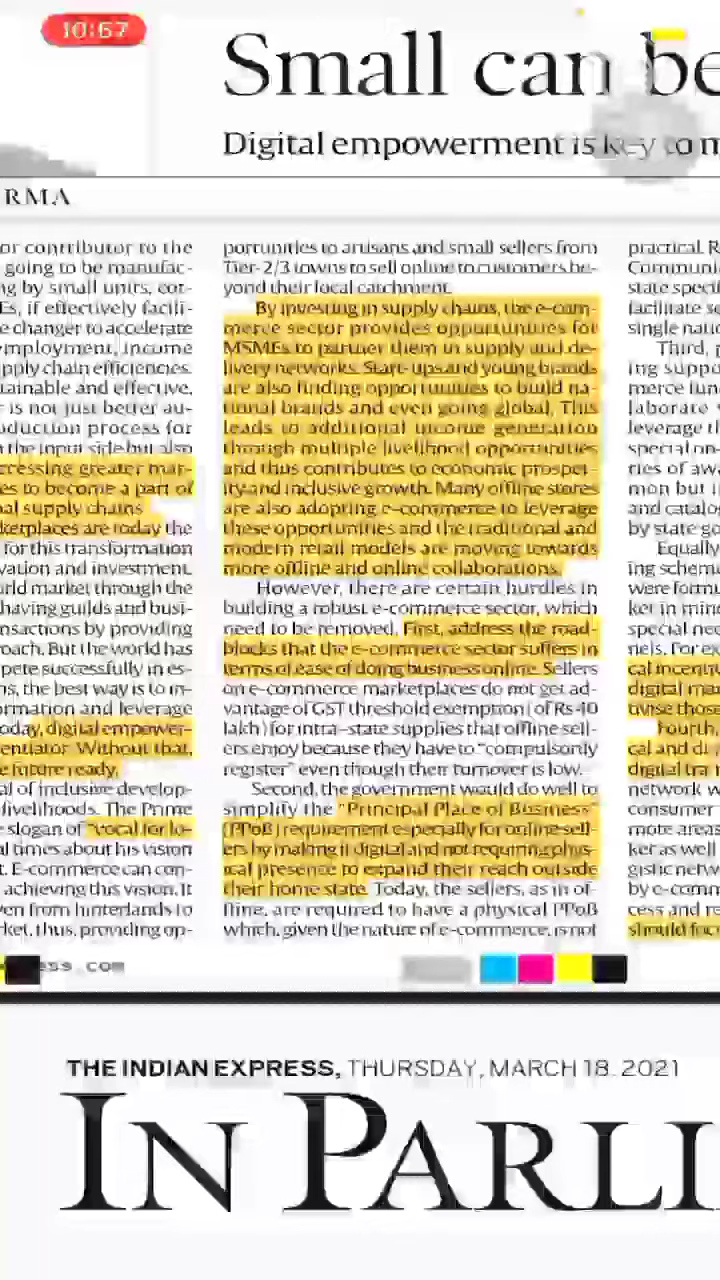 10:57
Small can be
Digital empowerment is key to m
RMA
or contributor to the
going to be manufac-
ng by small units, cot-
Es, if effectively facili-
e changer to accelerate
mployment, income
pply chain efficiencies.
tainable and effective,
r is not just better au-
oduction process for
n the input side but also
ccessing greater mar-
es to become a part of
bal supply chains
ketplaces are today the
for this transformation
vation and investment.
rld market through the
having guilds and busi-
nsactions by providing
roach. But the world has
pete successfully in es-
ns, the best way is to in-
ormation and leverage
oday, digital empower-
entiator. Without that,
e future ready.
al of inclusive develop-
livelihoods. The Prime
e slogan of "vocal for lo-
al times about his vision
t. E-commerce can con-
achieving this vision. It
en from hinterlands to
rket, thus, providing op-
portunities to artisans and small sellers from
Tier-2/3 towns to sell online to customers be-
yond their local catchment.
By investing in supply chains, the e-com-
merce sector provides opportunities for
MSMEs to partner them in supply and de-
livery networks. Start-ups and young brands
are also finding opportunities to build na-
tional brands and even going global. This
leads to additional income generation
through multiple livelihood opportunities
and thus contributes to economic prosper-
ity and inclusive growth. Many offline stores
are also adopting e-commerce to leverage
these opportunities and the traditional and
modern retail models are moving towards
more offline and online collaborations.
However, there are certain hurdles in
building a robust e-commerce sector, which
need to be removed. First, address the road-
blocks that the e-commerce sector suffers in
terms of ease of doing business online. Sellers
on e-commerce marketplaces do not get ad-
vantage of GST threshold exemption (of Rs 40
lakh) for intra-state supplies that offline sell-
ers enjoy because they have to "compulsorily
register" even though their turnover is low.
Second, the government would do well to
simplify the "Principal Place of Business"
(PPoB) requirement especially for online sell-
ers by making it digital and not requiring phys-
ical presence to expand their reach outside
their home state. Today, the sellers, as in of-
fline, are required to have a physical PPoB
which, given the nature of e-commerce, is not
practical. R
Communi
state specif
facilitate se
single natio
Third, p
ing suppo
merce fun
laborate w
leverage th
special on-
ries of awa
mon but i
and catalog
by state go
Equally
ing scheme
were formu
ket in mind
special nee
nels. For ex
cal incenti
digital mar
tivise those
Fourth,
cal and di
digital tra
network w
consumer
mote areas
ket as well
gistic netw
by e-comm
cess and re
should foc
ess.com
THE INDIAN EXPRESS, THURSDAY, MARCH 18, 2021
IN PARLI